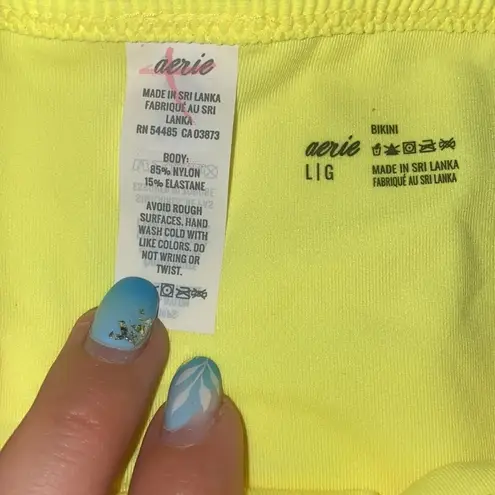 aerie
MADE IN SRI LANKA
FABRIQUÉ AU SRI
LANKA
RN 54485 CA 03873
BODY:
85% NYLON
15% ELASTANE
AVOID ROUGH
SURFACES. HAND
WASH COLD WITH
LIKE COLORS. DO
NOT WRING OR
TWIST.
aerie
L|G
BIKINI
MADE IN SRI LANKA
FABRIQUÉ AU SRI LANKA